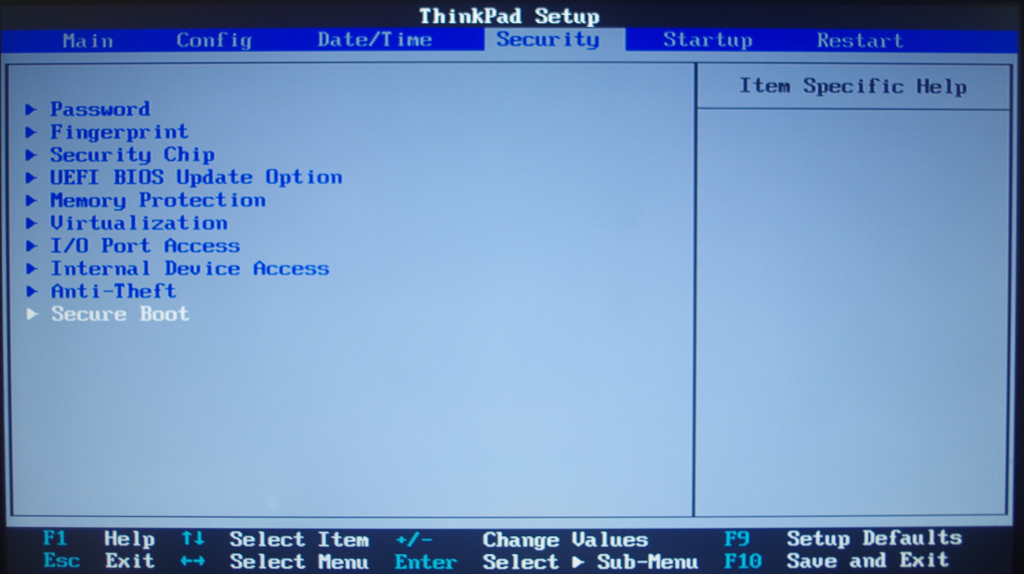 ThinkPad Setup
Main Config Date/Time Security Startup Restart
Item Specific Help
▶ Password
▶ Fingerprint
▶ Security Chip
▶ UEFI BIOS Update Option
▶ Memory Protection
▶ Virtualization
▶ I/O Port Access
▶ Internal Device Access
▶ Anti-Theft
▶ Secure Boot
F1 Help ↑↓ Select Item +/- Change Values F9 Setup Defaults
Esc Exit ←→ Select Menu Enter Select ▶ Sub-Menu F10 Save and Exit